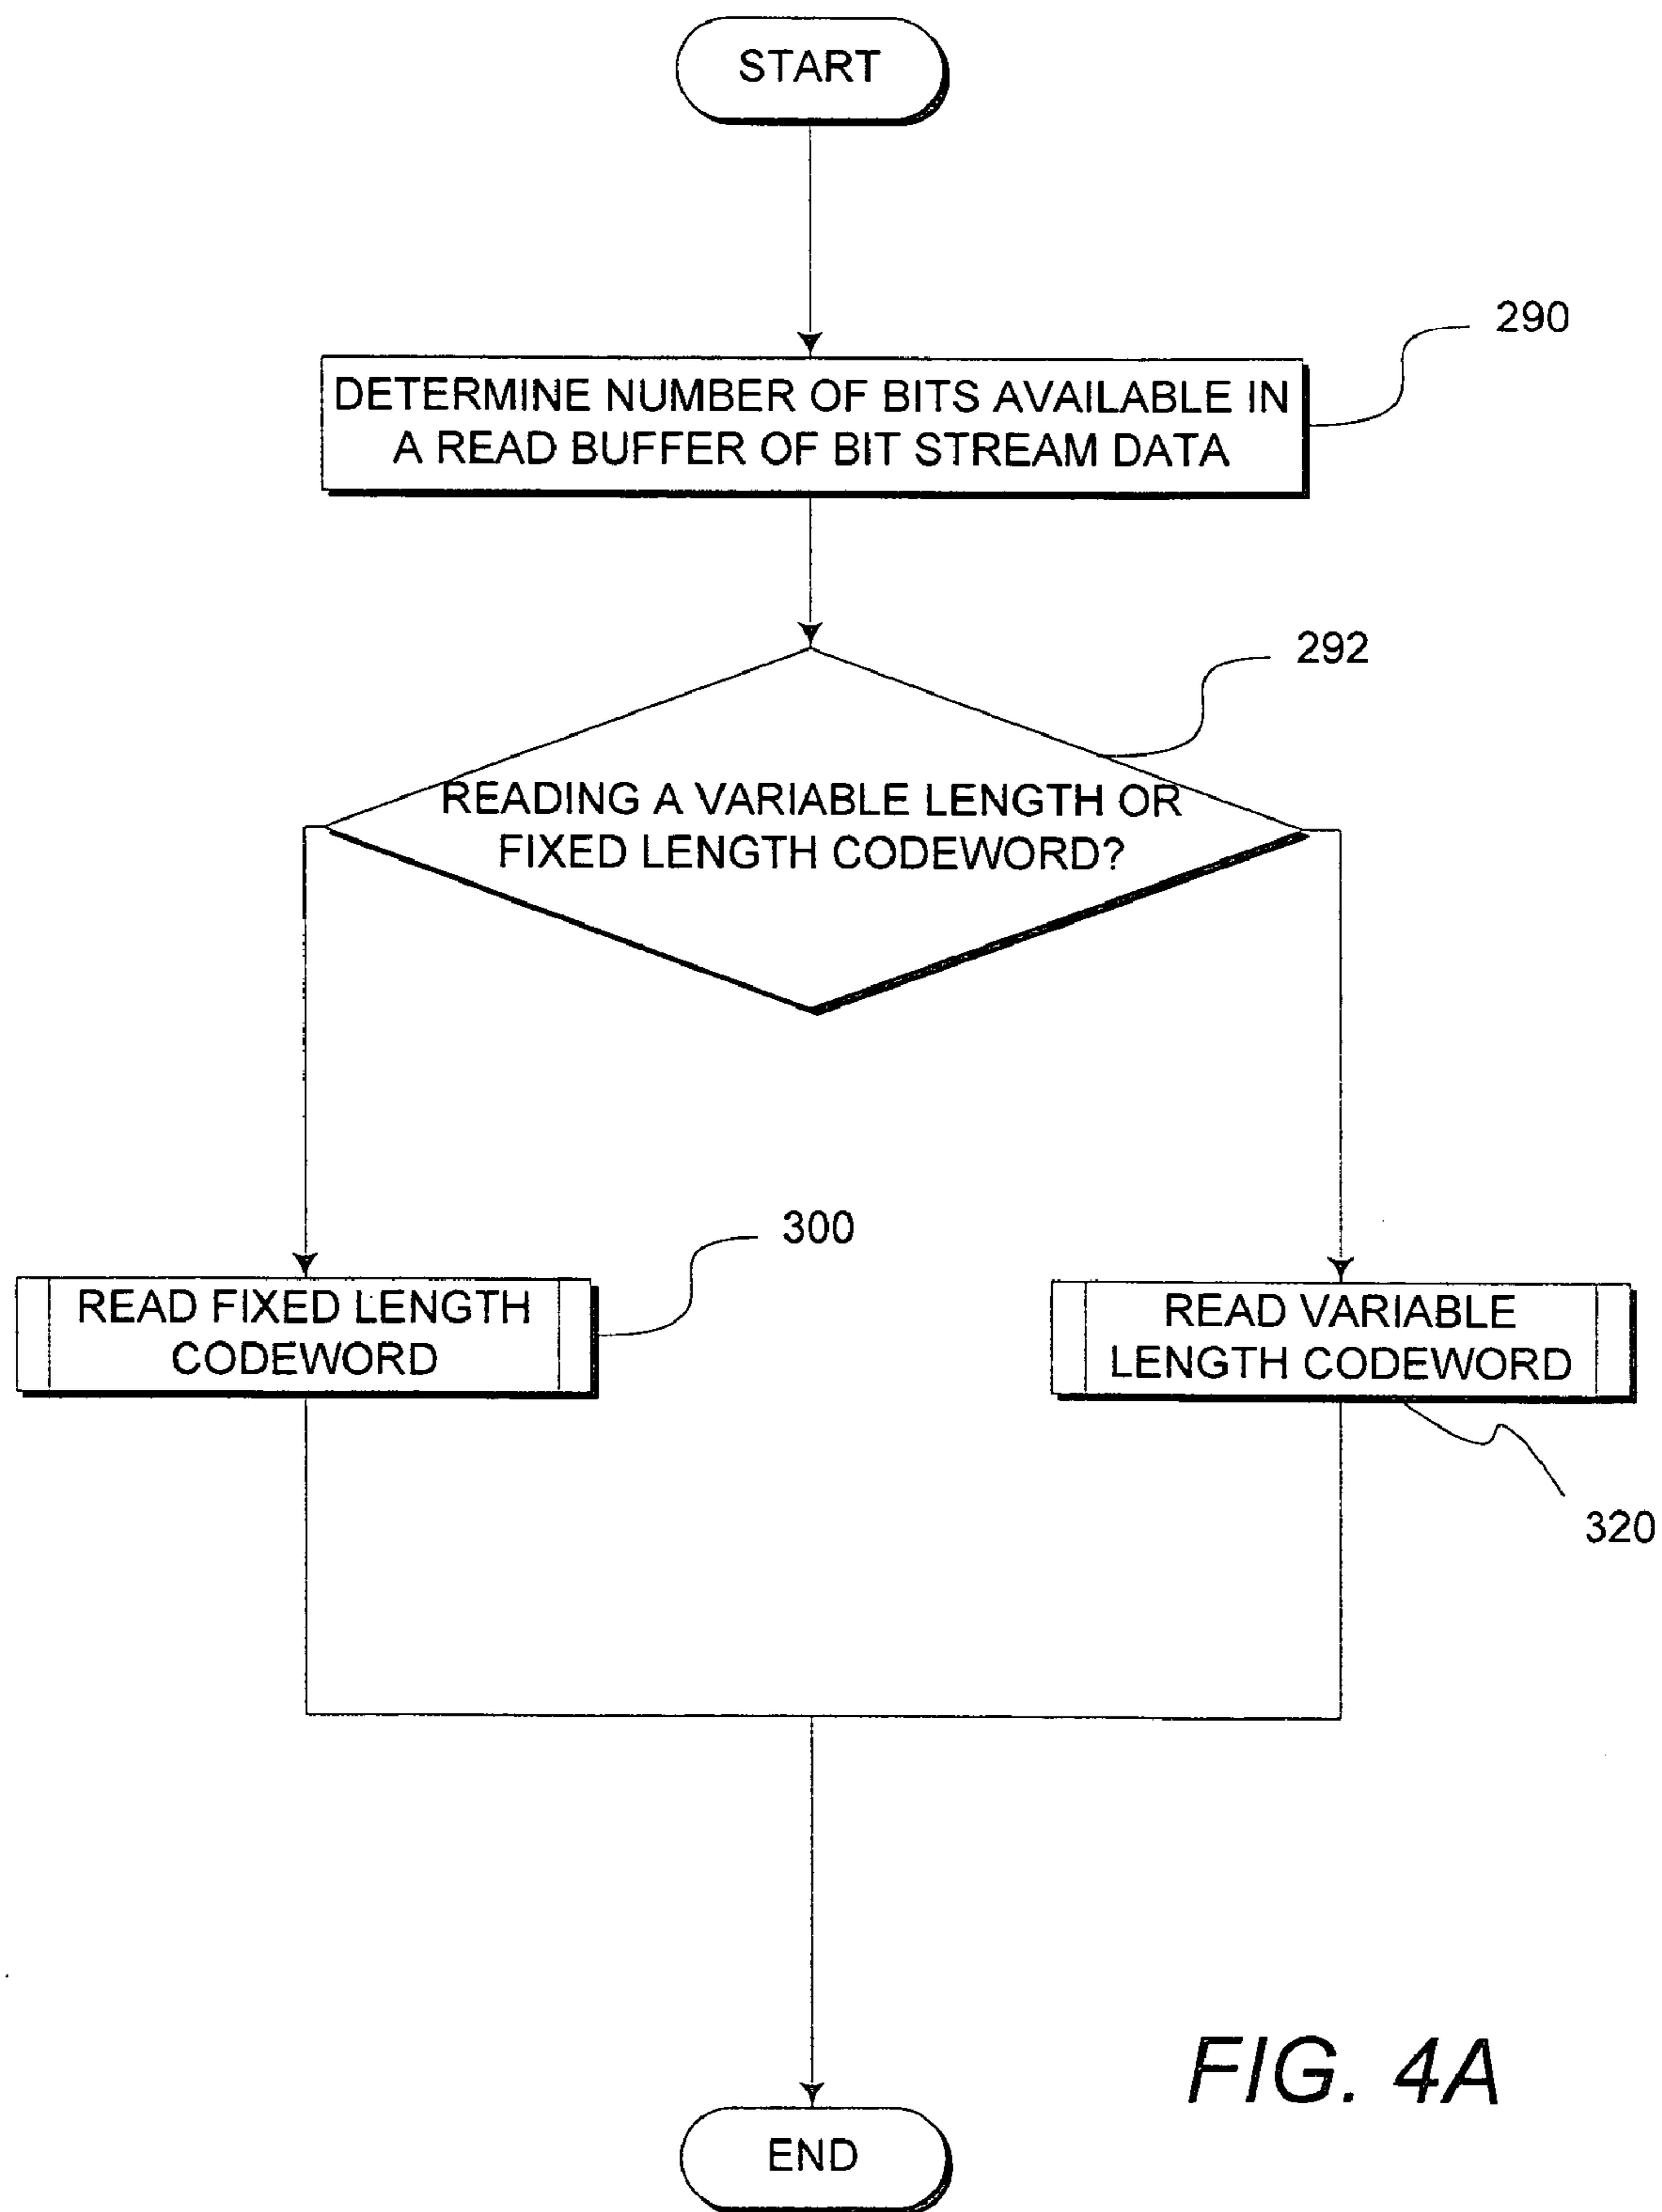 START
290
DETERMINE NUMBER OF BITS AVAILABLE IN
A READ BUFFER OF BIT STREAM DATA
292
READING A VARIABLE LENGTH OR
FIXED LENGTH CODEWORD?
300
READ FIXED LENGTH
CODEWORD
READ VARIABLE
LENGTH CODEWORD
320
FIG. 4A
END